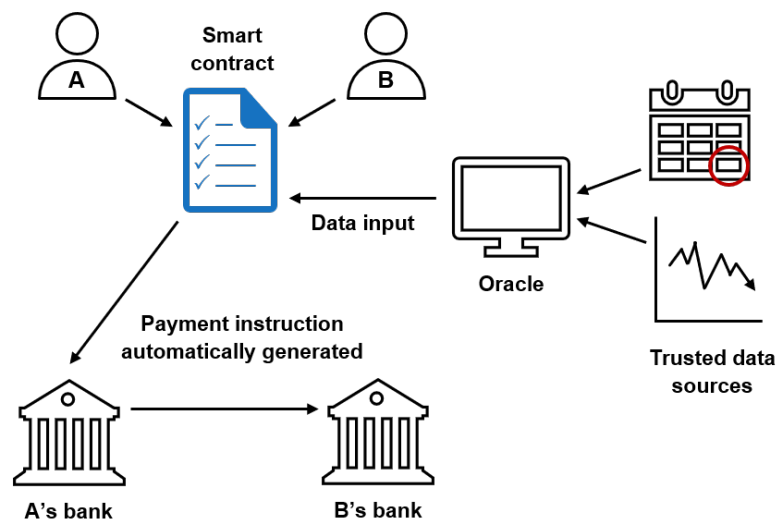 A
Smart
contract
B
Data input
Oracle
Payment instruction
automatically generated
Trusted data
sources
A's bank
B's bank